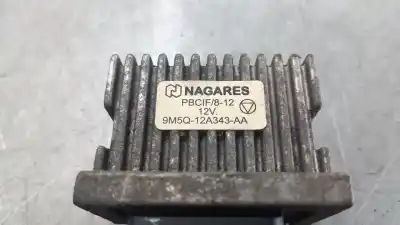 NAGARES
PBCIF/8-12
12V.
9M5Q-12A343-AA